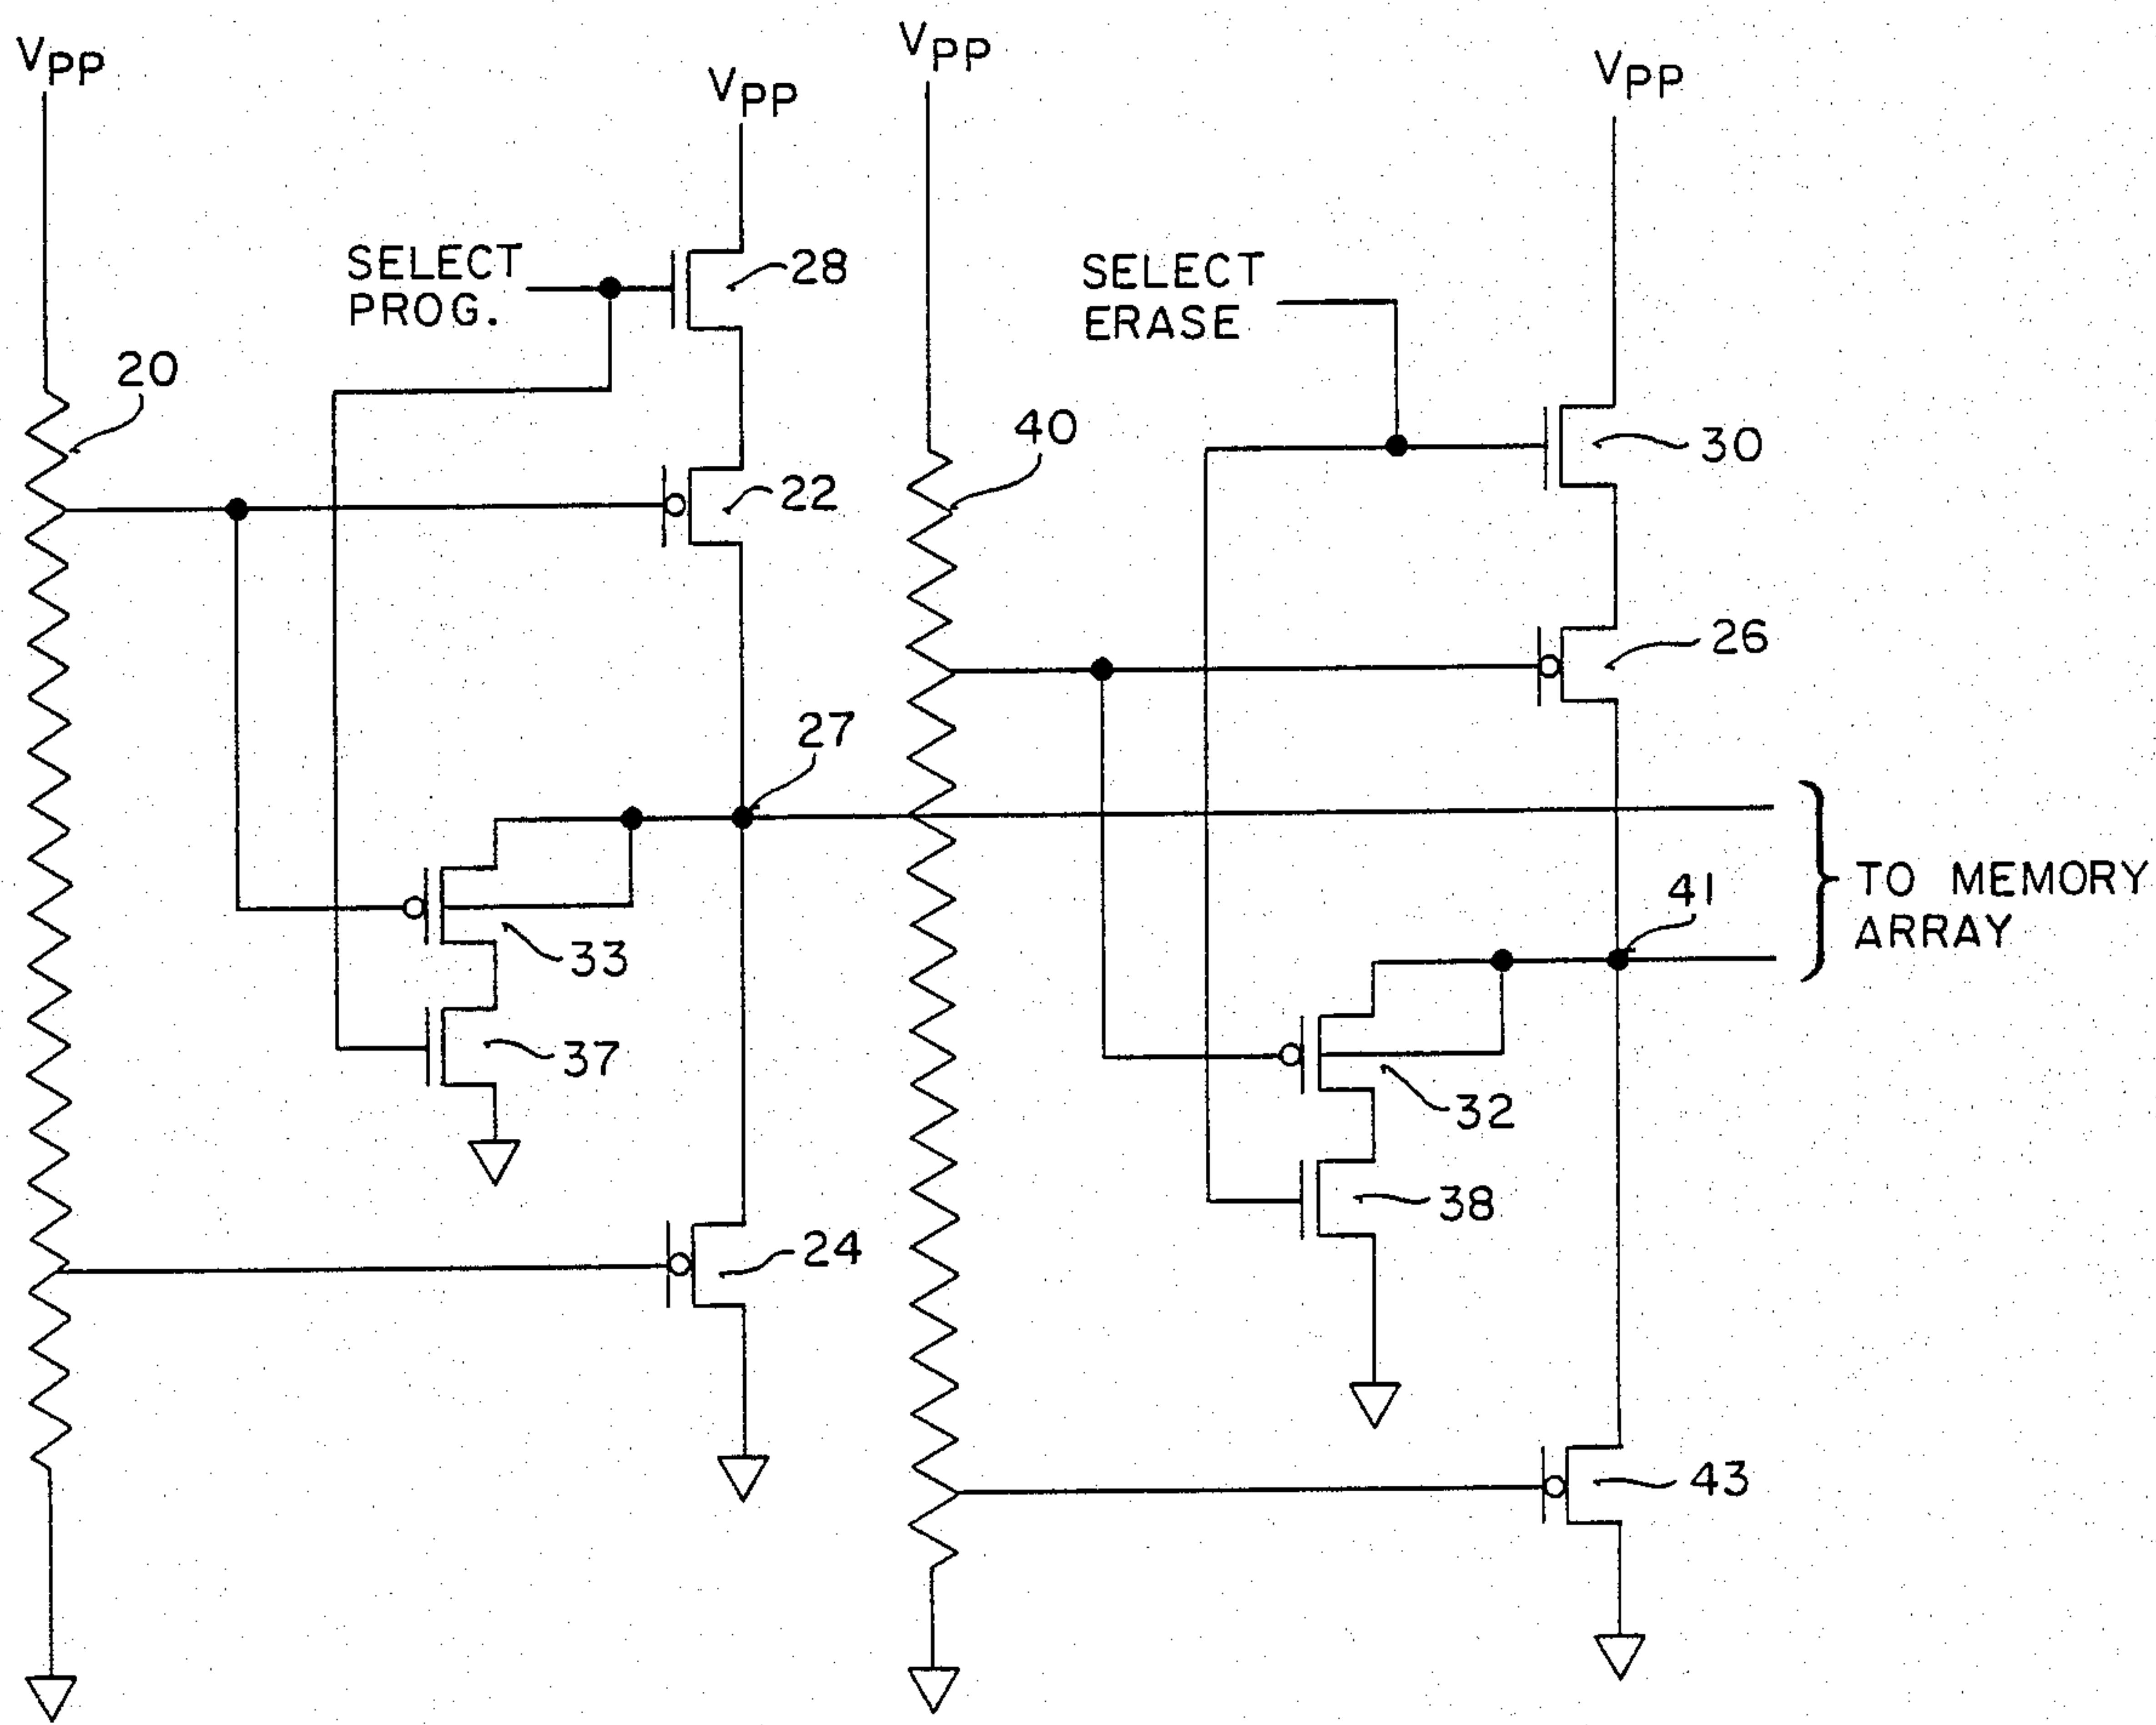 VPP
VPP
VPP
VPP
SELECT
PROG.
28
SELECT
ERASE
20
40
30
22
26
27
41
TO MEMORY
ARRAY
33
37
32
38
24
43